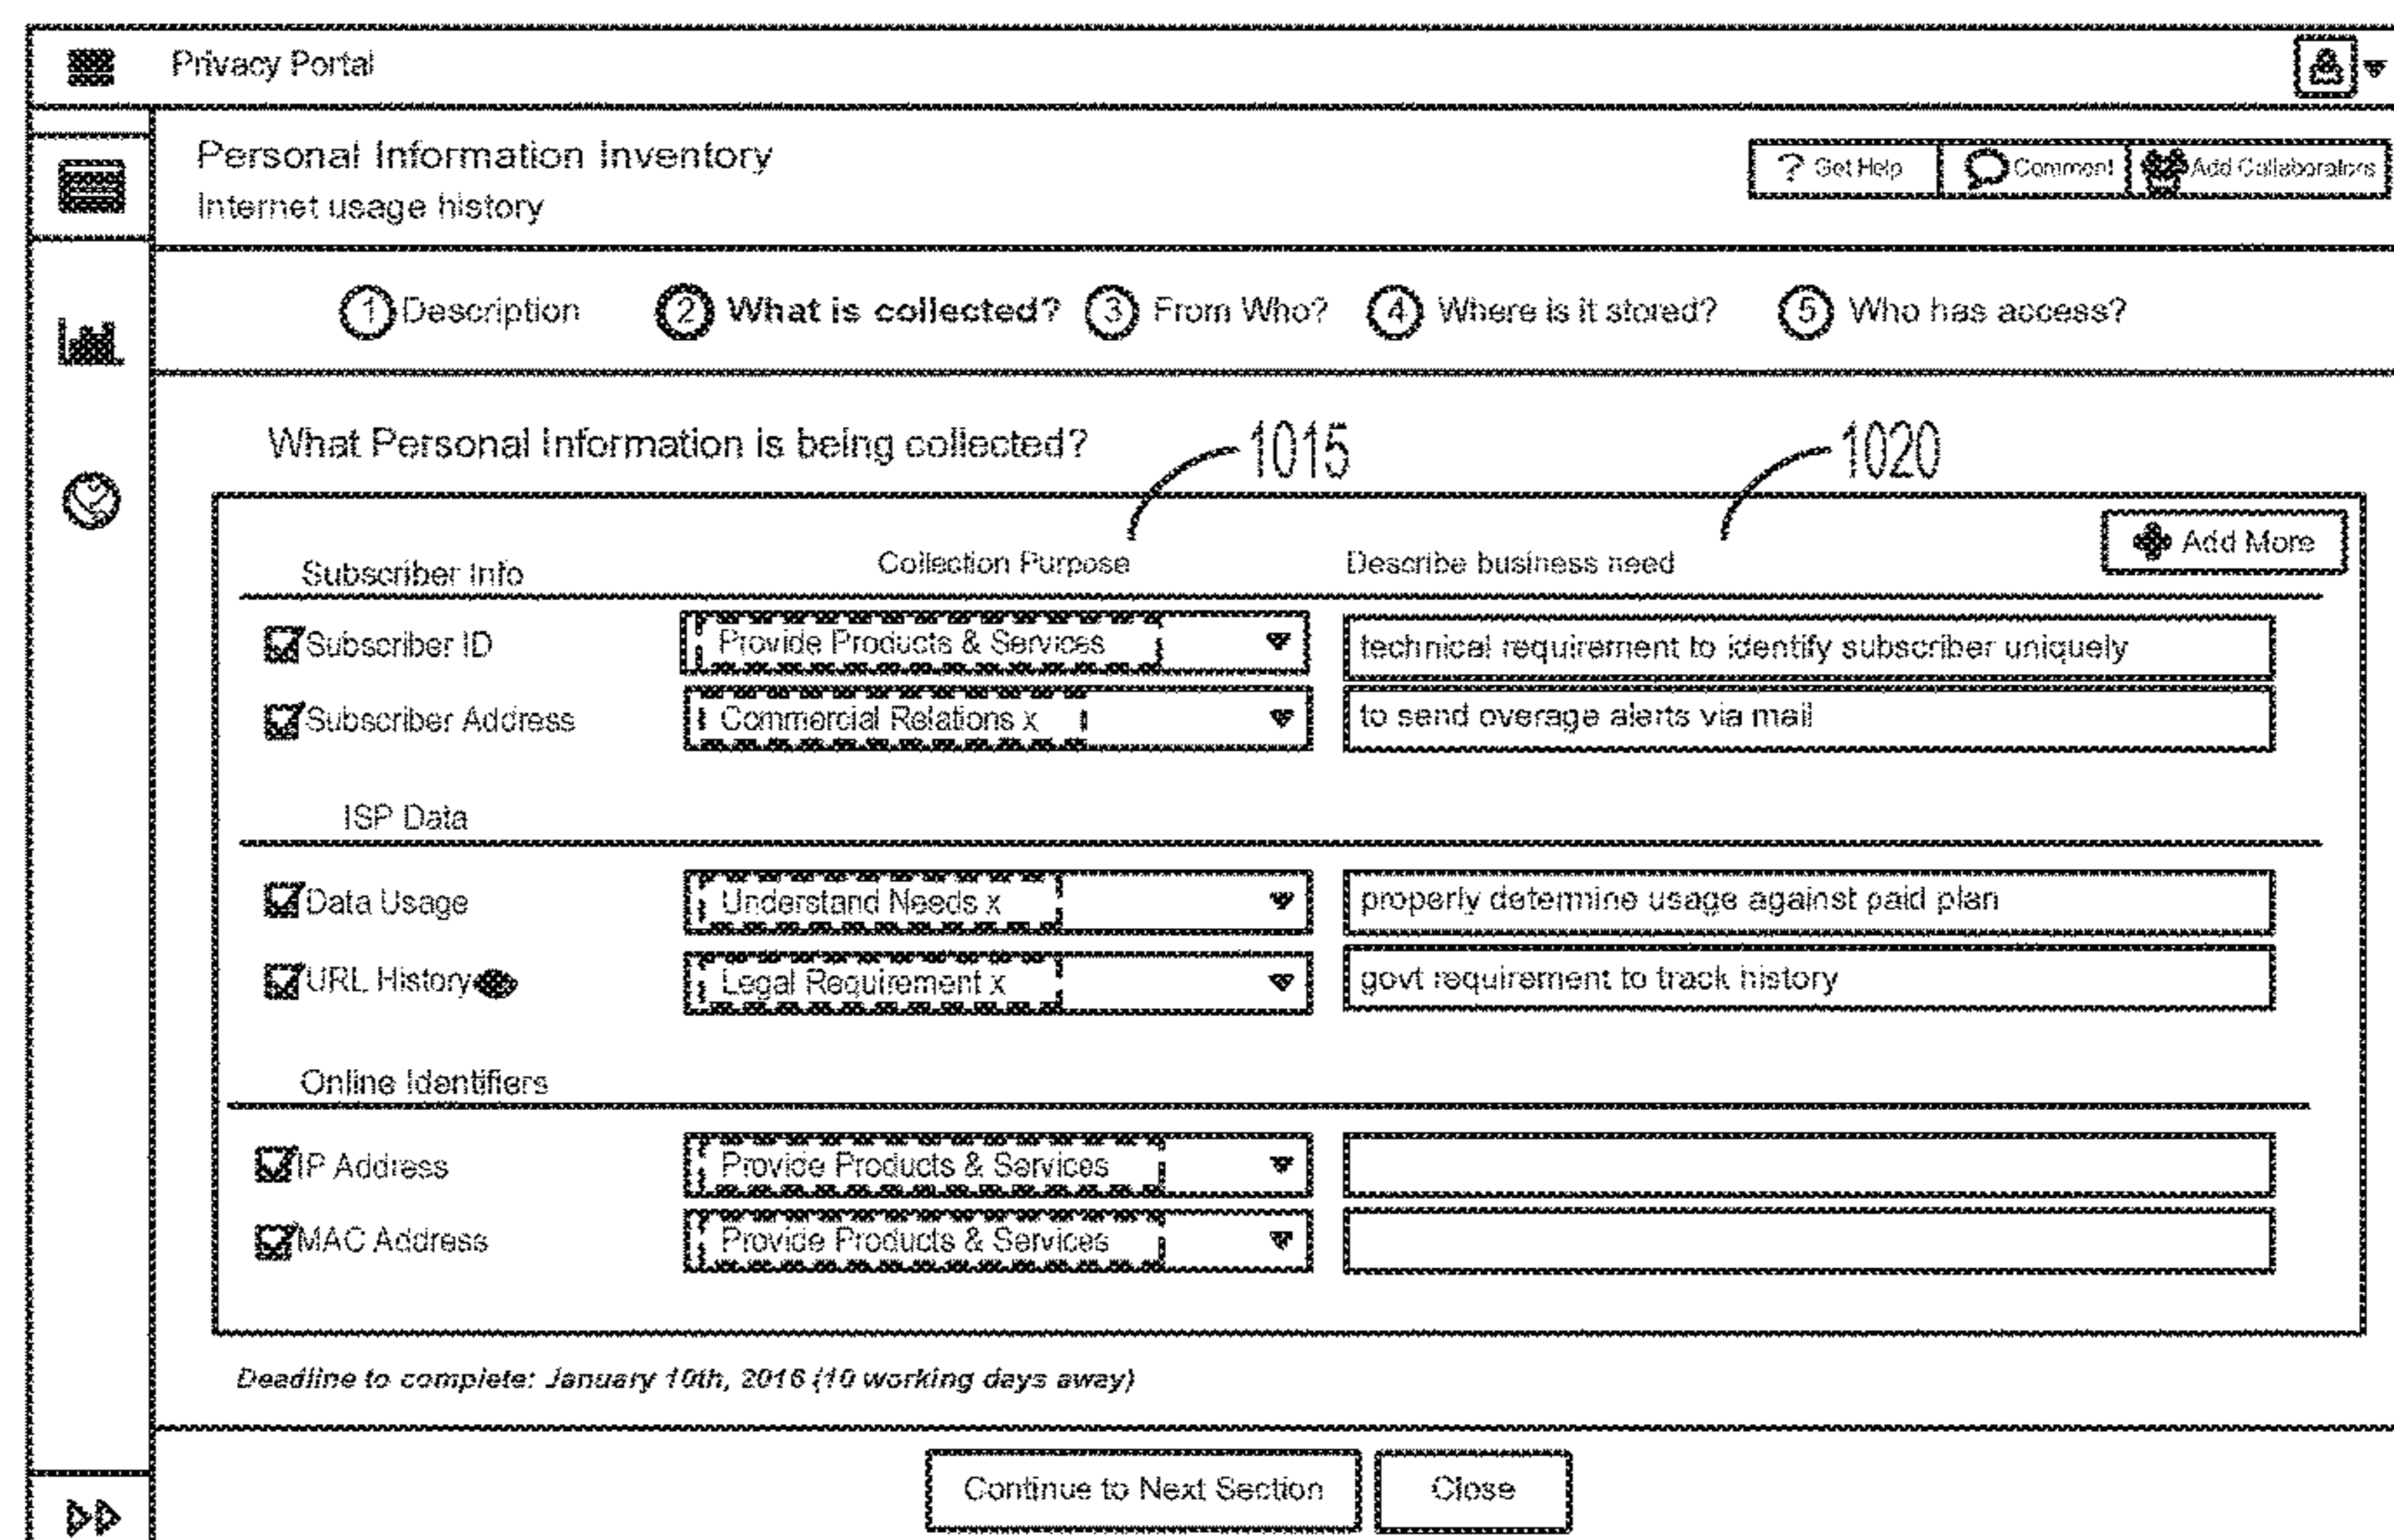 Privacy Portal
Personal Information Inventory
Internet usage history
? Get Help Comment Add Collaborators
1 Description 2 What is collected? 3 From Who? 4 Where is it stored? 5 Who has access?
What Personal Information is being collected? 1015 1020
Subscriber Info Collection Purpose Describe business need Add More
Subscriber ID Provide Products & Services technical requirement to identify subscriber uniquely
Subscriber Address Commercial Relations x to send overage alerts via mail
ISP Data
Data Usage Understand Needs x properly determine usage against paid plan
URL History Legal Requirement x govt requirement to track history
Online Identifiers
IP Address Provide Products & Services
MAC Address Provide Products & Services
Deadline to complete: January 10th, 2016 (10 working days away)
Continue to Next Section Close